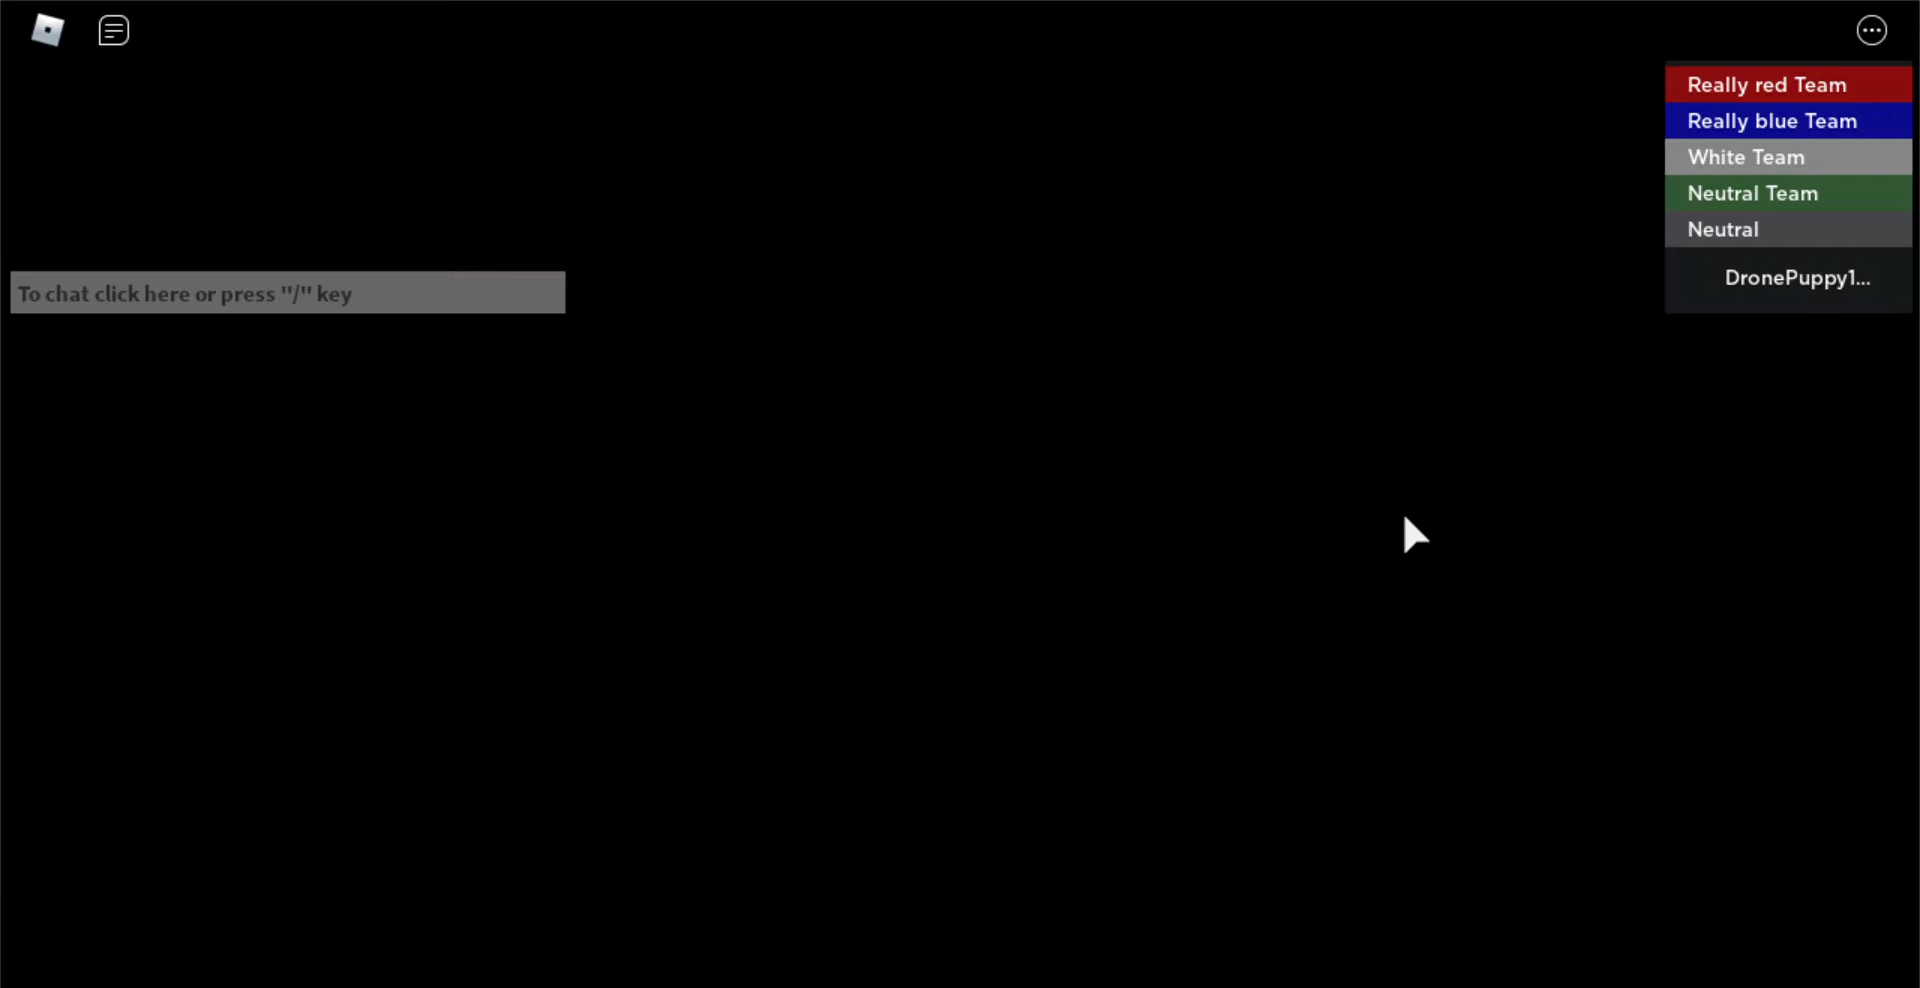 Really red Team
Really blue Team
White Team
Neutral Team
Neutral
DronePuppy1...
To chat click here or press "/" key